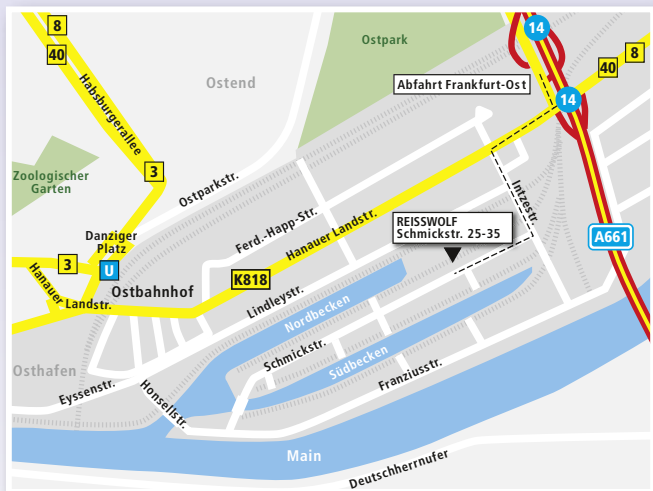 8
40
14
Ostpark
8
40
Abfahrt Frankfurt-Ost
Ostend
Habsburgerallee
14
3
Zoologischer
Garten
Ostparkstr.
Intzestr.
Ferd.-Happ-Str.
REISSWOLF
Schmickstr. 25-35
Hanauer Landstr.
A661
Danziger
Platz
3
U
K818
Hanauer
Landstr.
Ostbahnhof
Lindleystr.
Nordbecken
Schmickstr.
Südbecken
Franziusstr.
Osthafen
Eyssenstr.
Honsellstr.
Main
Deutschherrnufer